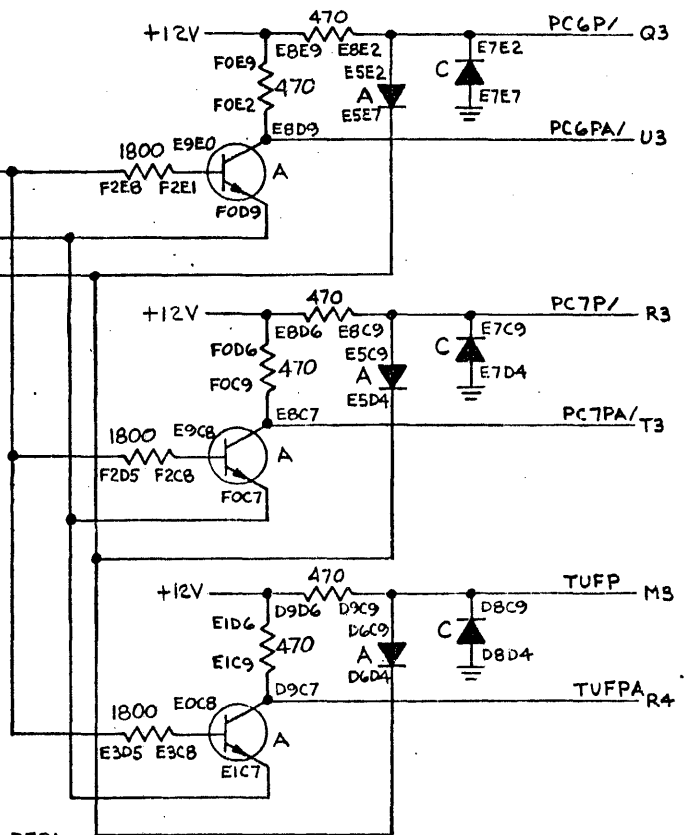 470
+12V E8E9 E8E2 PC6P/ Q3
F0E9 E5E2 C E7E2
470 A
F0E2 E5E7 E7E7
E8D9 PC6PA/ U3
E9E0
1800 A
F2E8 F2E1
F0D9
470
+12V E8D6 E8C9 PC7P/ R3
F0D6 E5C9 C E7C9
470 A
F0C9 E5D4 E7D4
E8C7 PC7PA/ T3
E9C8
1800 A
F2D5 F2C8
F0C7
470
+12V D9D6 D9C9 TUFP M3
E1D6 D6C9 C D8C9
470 A
E1C9 D6D4 D8D4
D9C7 TUFPA R4
E0C8
1800 A
E3D5 E3C8
E1C7